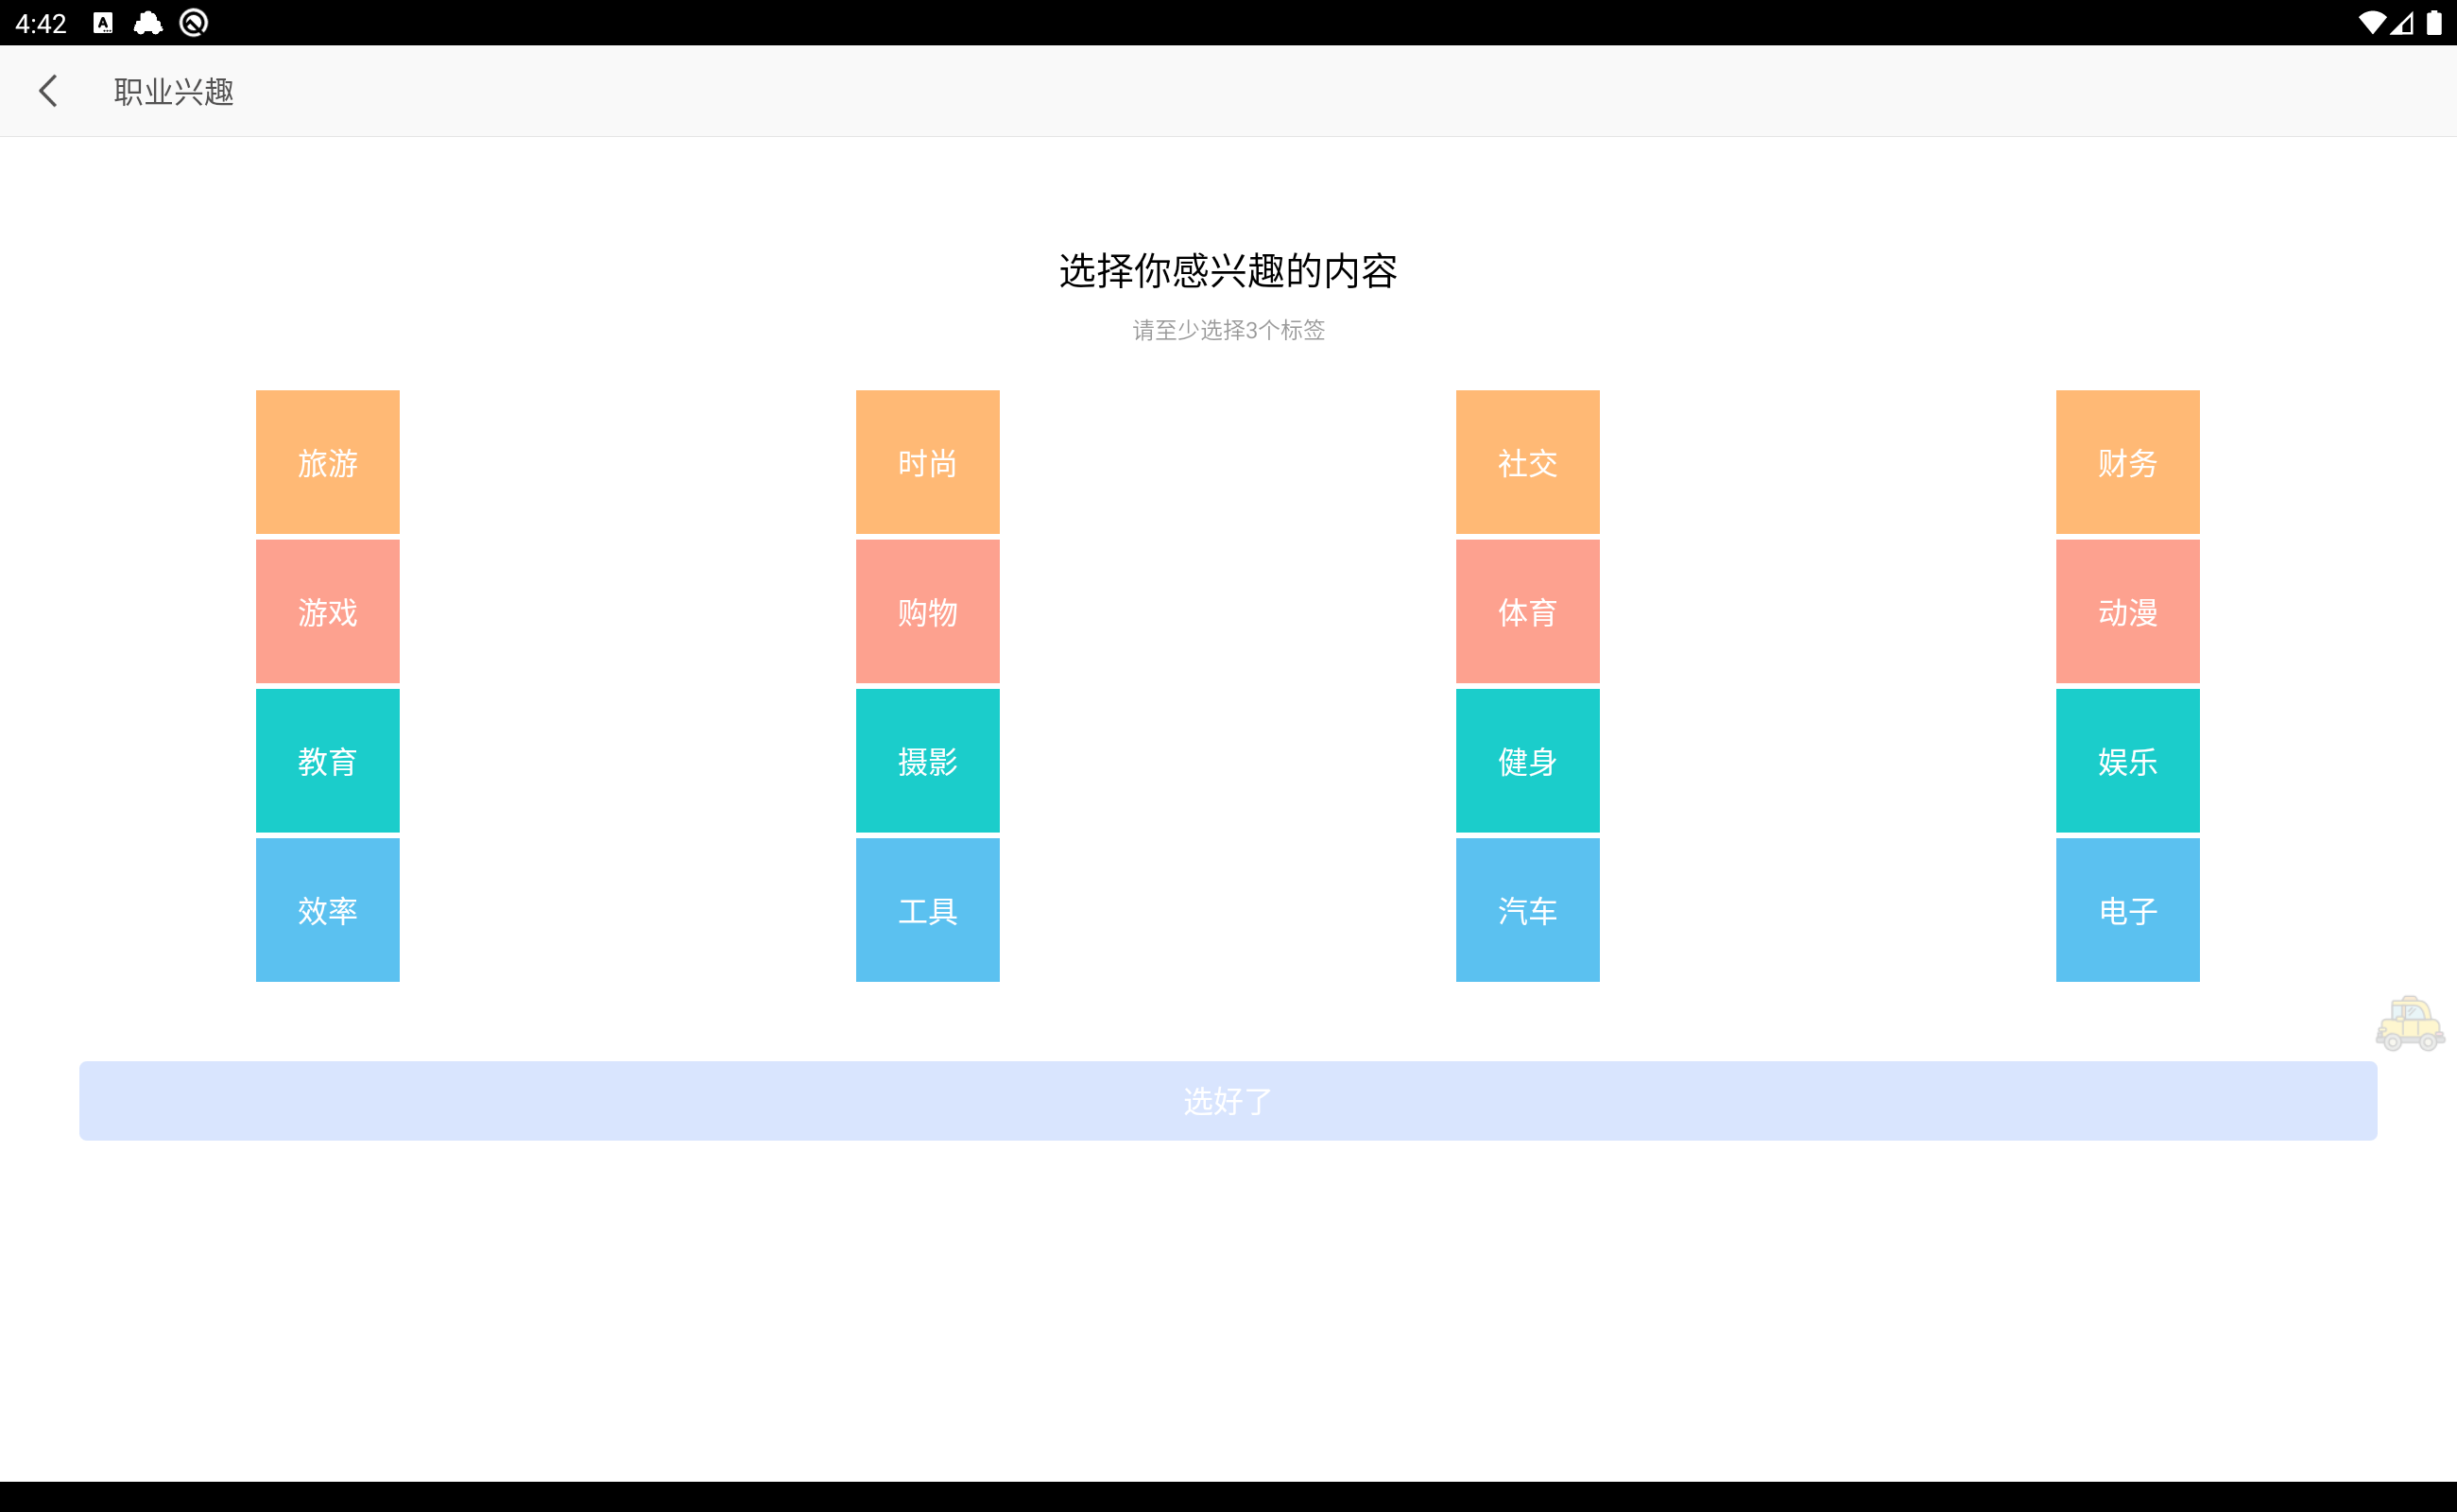 4:42
职业兴趣
选择你感兴趣的内容
请至少选择3个标签
旅游 时尚 社交 财务
游戏 购物 体育 动漫
教育 摄影 健身 娱乐
效率 工具 汽车 电子
选好了